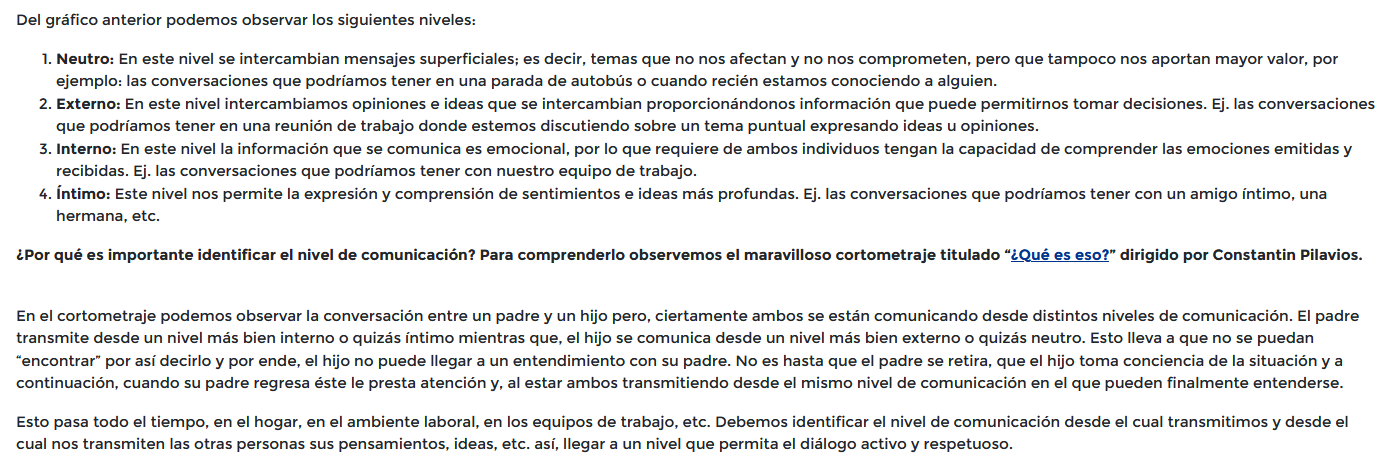 Del gráfico anterior podemos observar los siguientes niveles:
1. Neutro: En este nivel se intercambian mensajes superficiales; es decir, temas que no nos afectan y no nos comprometen, pero que tampoco nos aportan mayor valor, por
ejemplo: las conversaciones que podríamos tener en una parada de autobús o cuando recién estamos conociendo a alguien.
2. Externo: En este nivel intercambiamos opiniones e ideas que se intercambian proporcionándonos información que puede permitirnos tomar decisiones. Ej. las conversaciones
que podríamos tener en una reunión de trabajo donde estemos discutiendo sobre un tema puntual expresando ideas u opiniones.
3. Interno: En este nivel la información que se comunica es emocional, por lo que requiere de ambos individuos tengan la capacidad de comprender las emociones emitidas y
recibidas. Ej. las conversaciones que podríamos tener con nuestro equipo de trabajo.
4. Íntimo: Este nivel nos permite la expresión y comprensión de sentimientos e ideas más profundas. Ej. las conversaciones que podríamos tener con un amigo íntimo, una
hermana, etc.
¿Por qué es importante identificar el nivel de comunicación? Para comprenderlo observemos el maravilloso cortometraje titulado “¿Qué es eso?” dirigido por Constantin Pilavios.
En el cortometraje podemos observar la conversación entre un padre y un hijo pero, ciertamente ambos se están comunicando desde distintos niveles de comunicación. El padre
transmite desde un nivel más bien interno o quizás íntimo mientras que, el hijo se comunica desde un nivel más bien externo o quizás neutro. Esto lleva a que no se puedan
“encontrar” por así decirlo y por ende, el hijo no puede llegar a un entendimiento con su padre. No es hasta que el padre se retira, que el hijo toma conciencia de la situación y a
continuación, cuando su padre regresa éste le presta atención y, al estar ambos transmitiendo desde el mismo nivel de comunicación en el que pueden finalmente entenderse.
Esto pasa todo el tiempo, en el hogar, en el ambiente laboral, en los equipos de trabajo, etc. Debemos identificar el nivel de comunicación desde el cual transmitimos y desde el
cual nos transmiten las otras personas sus pensamientos, ideas, etc. así, llegar a un nivel que permita el diálogo activo y respetuoso.